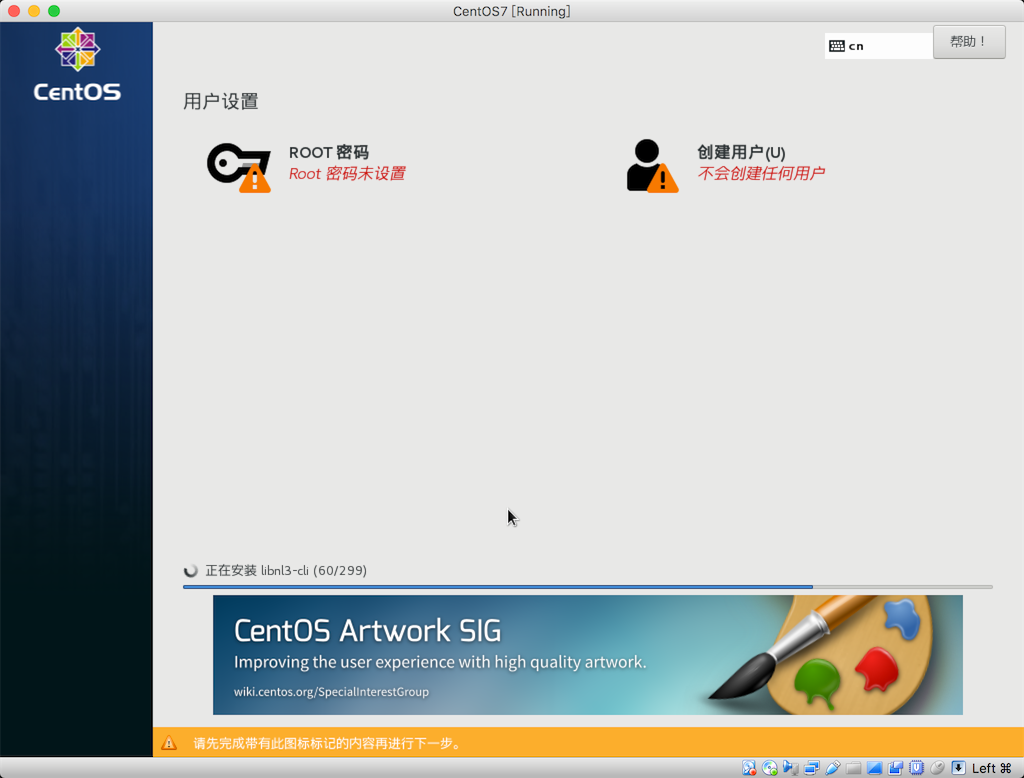 CentOS7 [Running]
CentOS
cn
帮助！
用户设置
ROOT 密码
Root 密码未设置
创建用户(U)
不会创建任何用户
正在安装 libnl3-cli (60/299)
CentOS Artwork SIG
Improving the user experience with high quality artwork.
wiki.centos.org/SpecialInterestGroup
请先完成带有此图标标记的内容再进行下一步。
Left ⌘